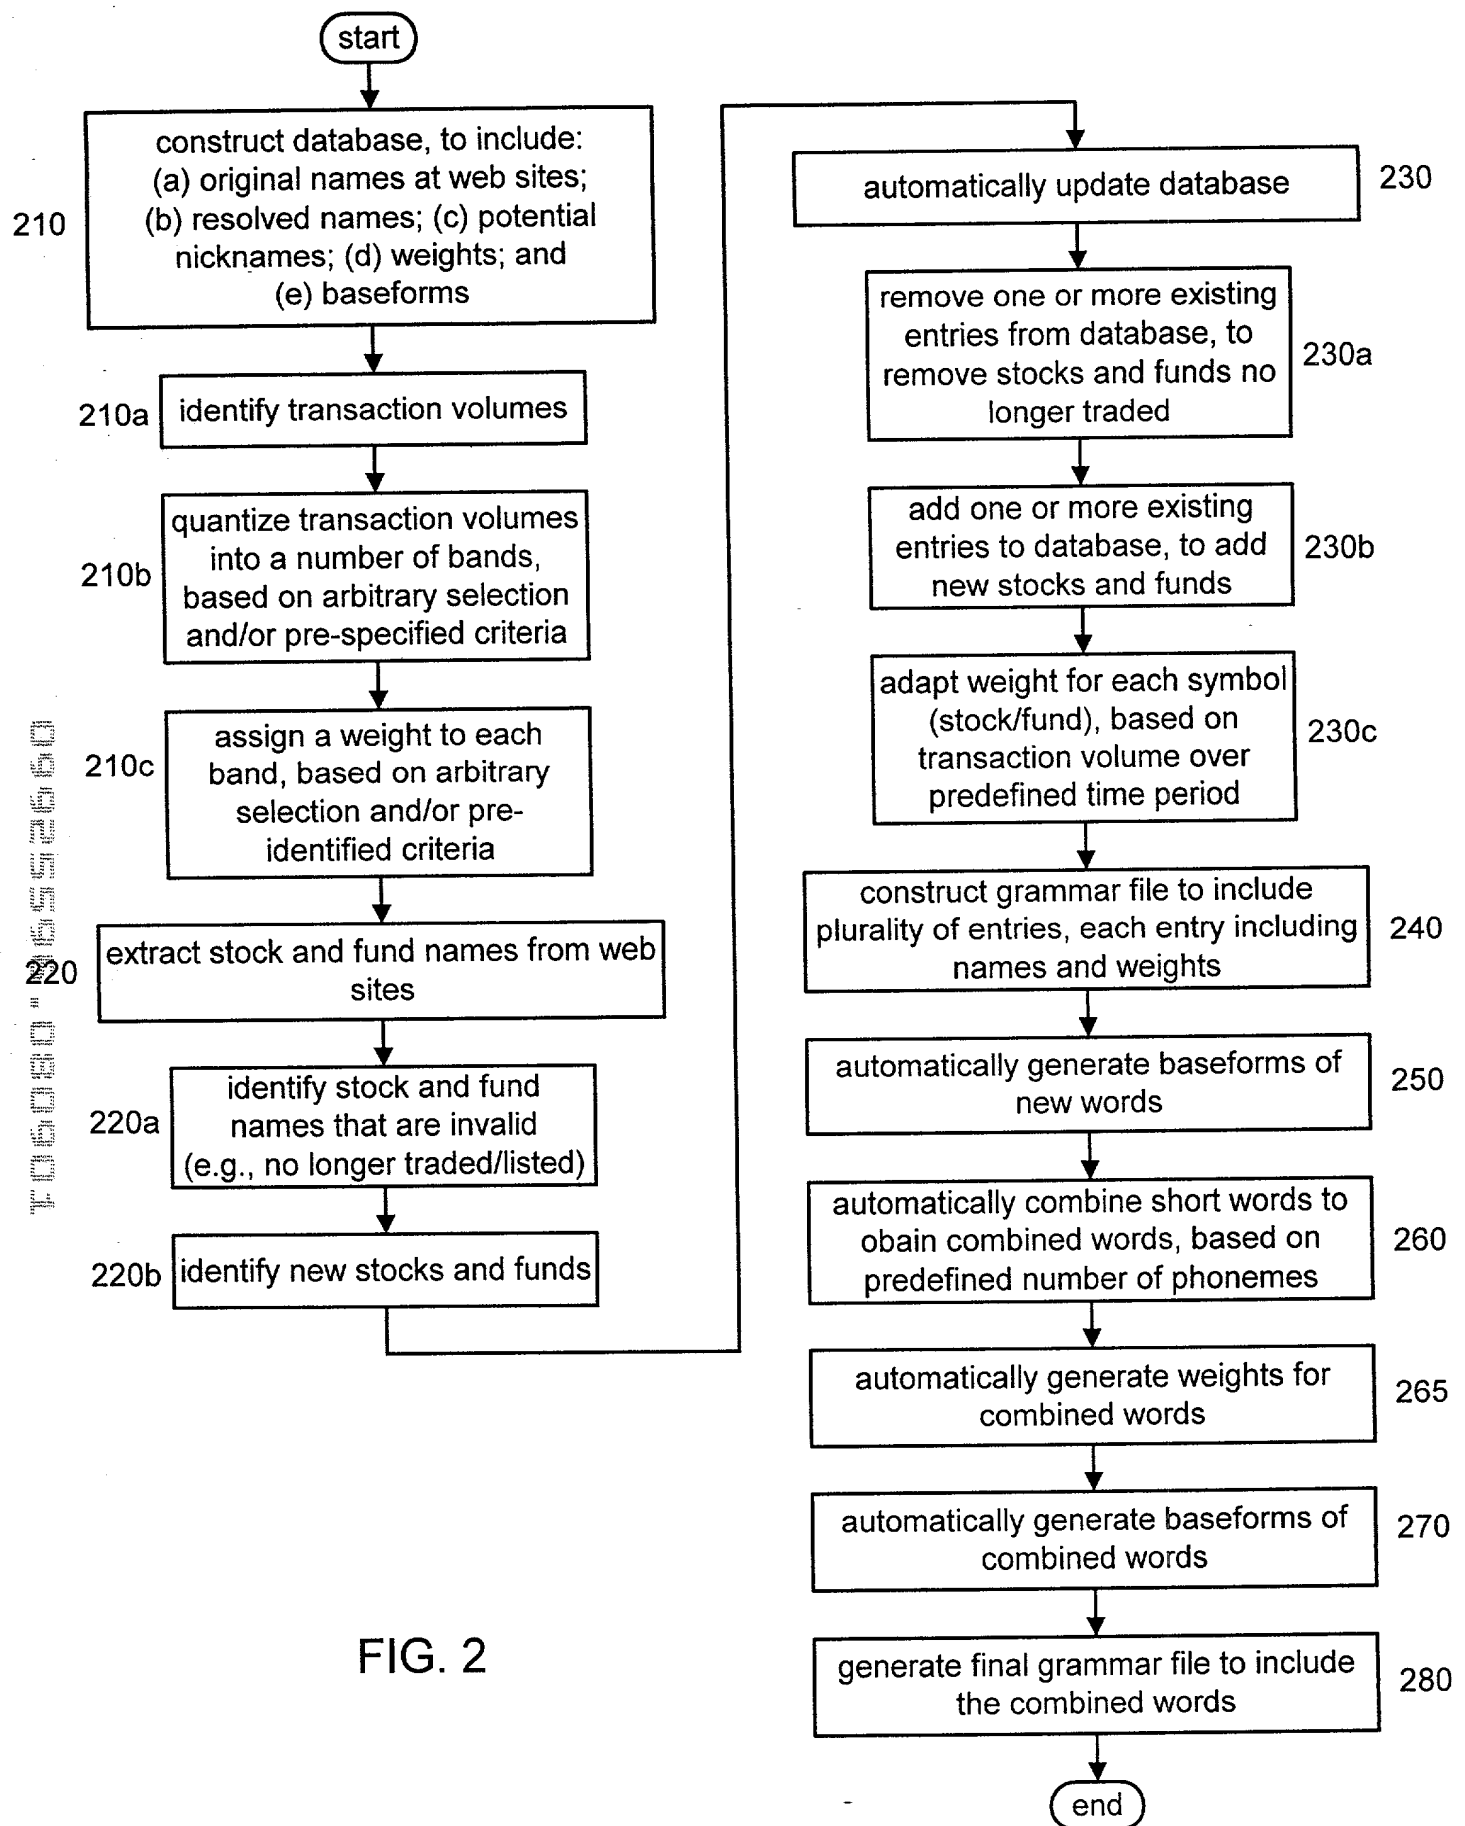 start
construct database, to include:
(a) original names at web sites;
(b) resolved names; (c) potential
nicknames; (d) weights; and
(e) baseforms
210
identify transaction volumes
210a
quantize transaction volumes
into a number of bands,
based on arbitrary selection
and/or pre-specified criteria
210b
assign a weight to each
band, based on arbitrary
selection and/or pre-
identified criteria
210c
extract stock and fund names from web
sites
220
identify stock and fund
names that are invalid
(e.g., no longer traded/listed)
220a
identify new stocks and funds
220b
automatically update database
230
remove one or more existing
entries from database, to
remove stocks and funds no
longer traded
230a
add one or more existing
entries to database, to add
new stocks and funds
230b
adapt weight for each symbol
(stock/fund), based on
transaction volume over
predefined time period
230c
construct grammar file to include
plurality of entries, each entry including
names and weights
240
automatically generate baseforms of
new words
250
automatically combine short words to
obain combined words, based on
predefined number of phonemes
260
automatically generate weights for
combined words
265
automatically generate baseforms of
combined words
270
generate final grammar file to include
the combined words
280
end
FIG. 2